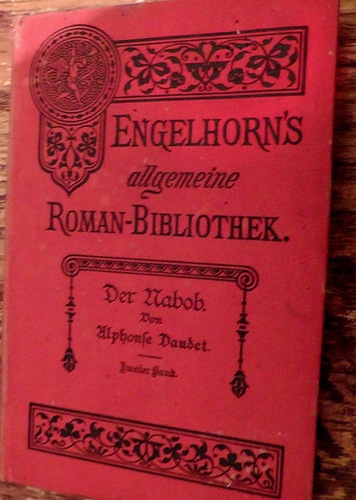 ENGELHORN'S
allgemeine
ROMAN-BIBLIOTHEK.
Der Nabob.
Von
Alphonse Daudet.
Zweiter Band.